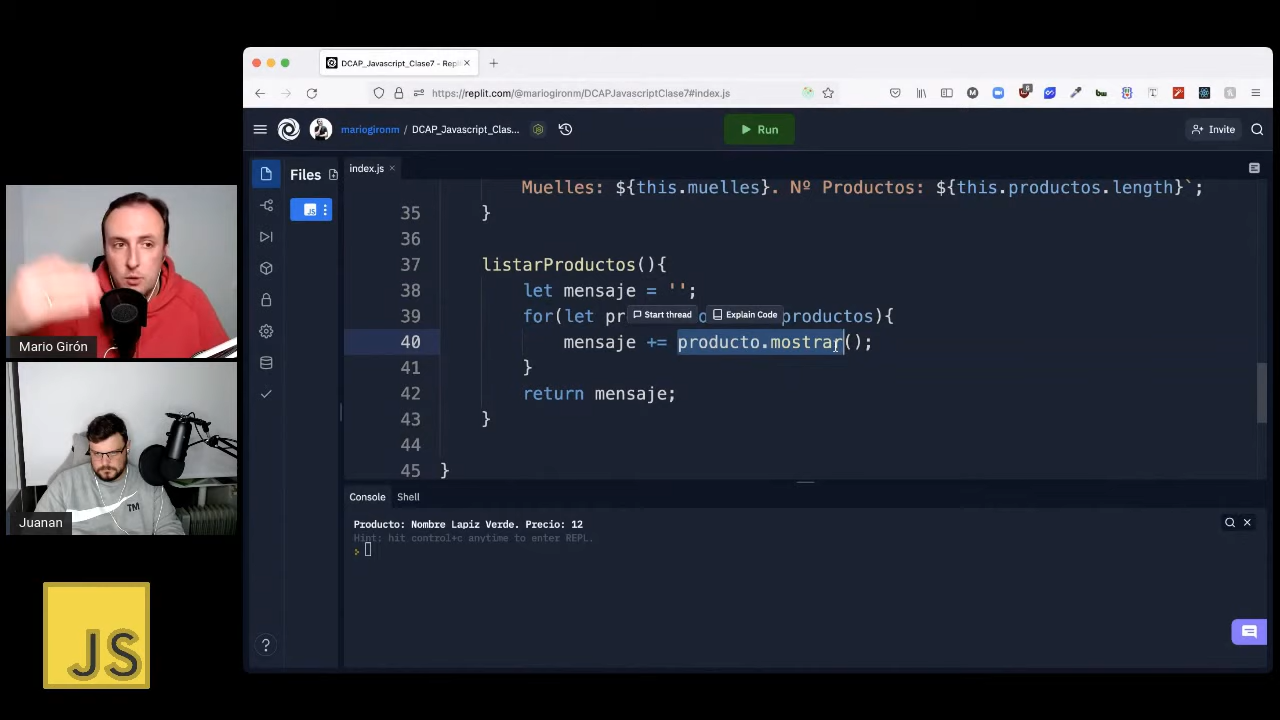 DCAP_Javascript_Clase7 - Repli
https://replit.com/@mariogironm/DCAPJavascriptClase7#index.js
mariogironm / DCAP_Javascript_Clas...
Run
Invite
Files
index.js
JS
Muelles: ${this.muelles}. Nº Productos: ${this.productos.length}`;
35 }
36
37 listarProductos(){
38 let mensaje = '';
Start thread
Explain Code
39 for(let pr productos){
40 mensaje += producto.mostrar();
41 }
42 return mensaje;
43 }
44
45 }
Console Shell
Producto: Nombre Lapiz Verde. Precio: 12
Hint: hit control+c anytime to enter REPL.
>
?
Mario Girón
TM
Juanan
JS